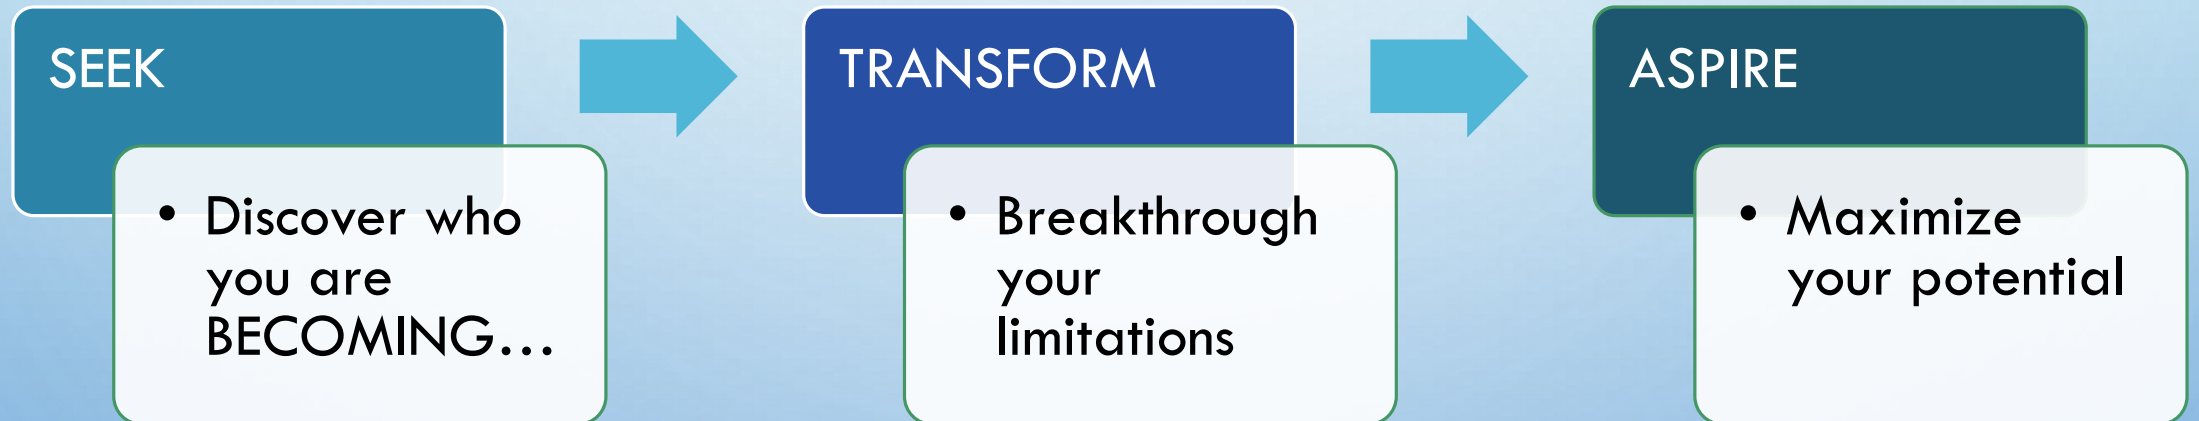 SEEK
• Discover who
you are
BECOMING...
TRANSFORM
• Breakthrough
your
limitations
ASPIRE
• Maximize
your potential